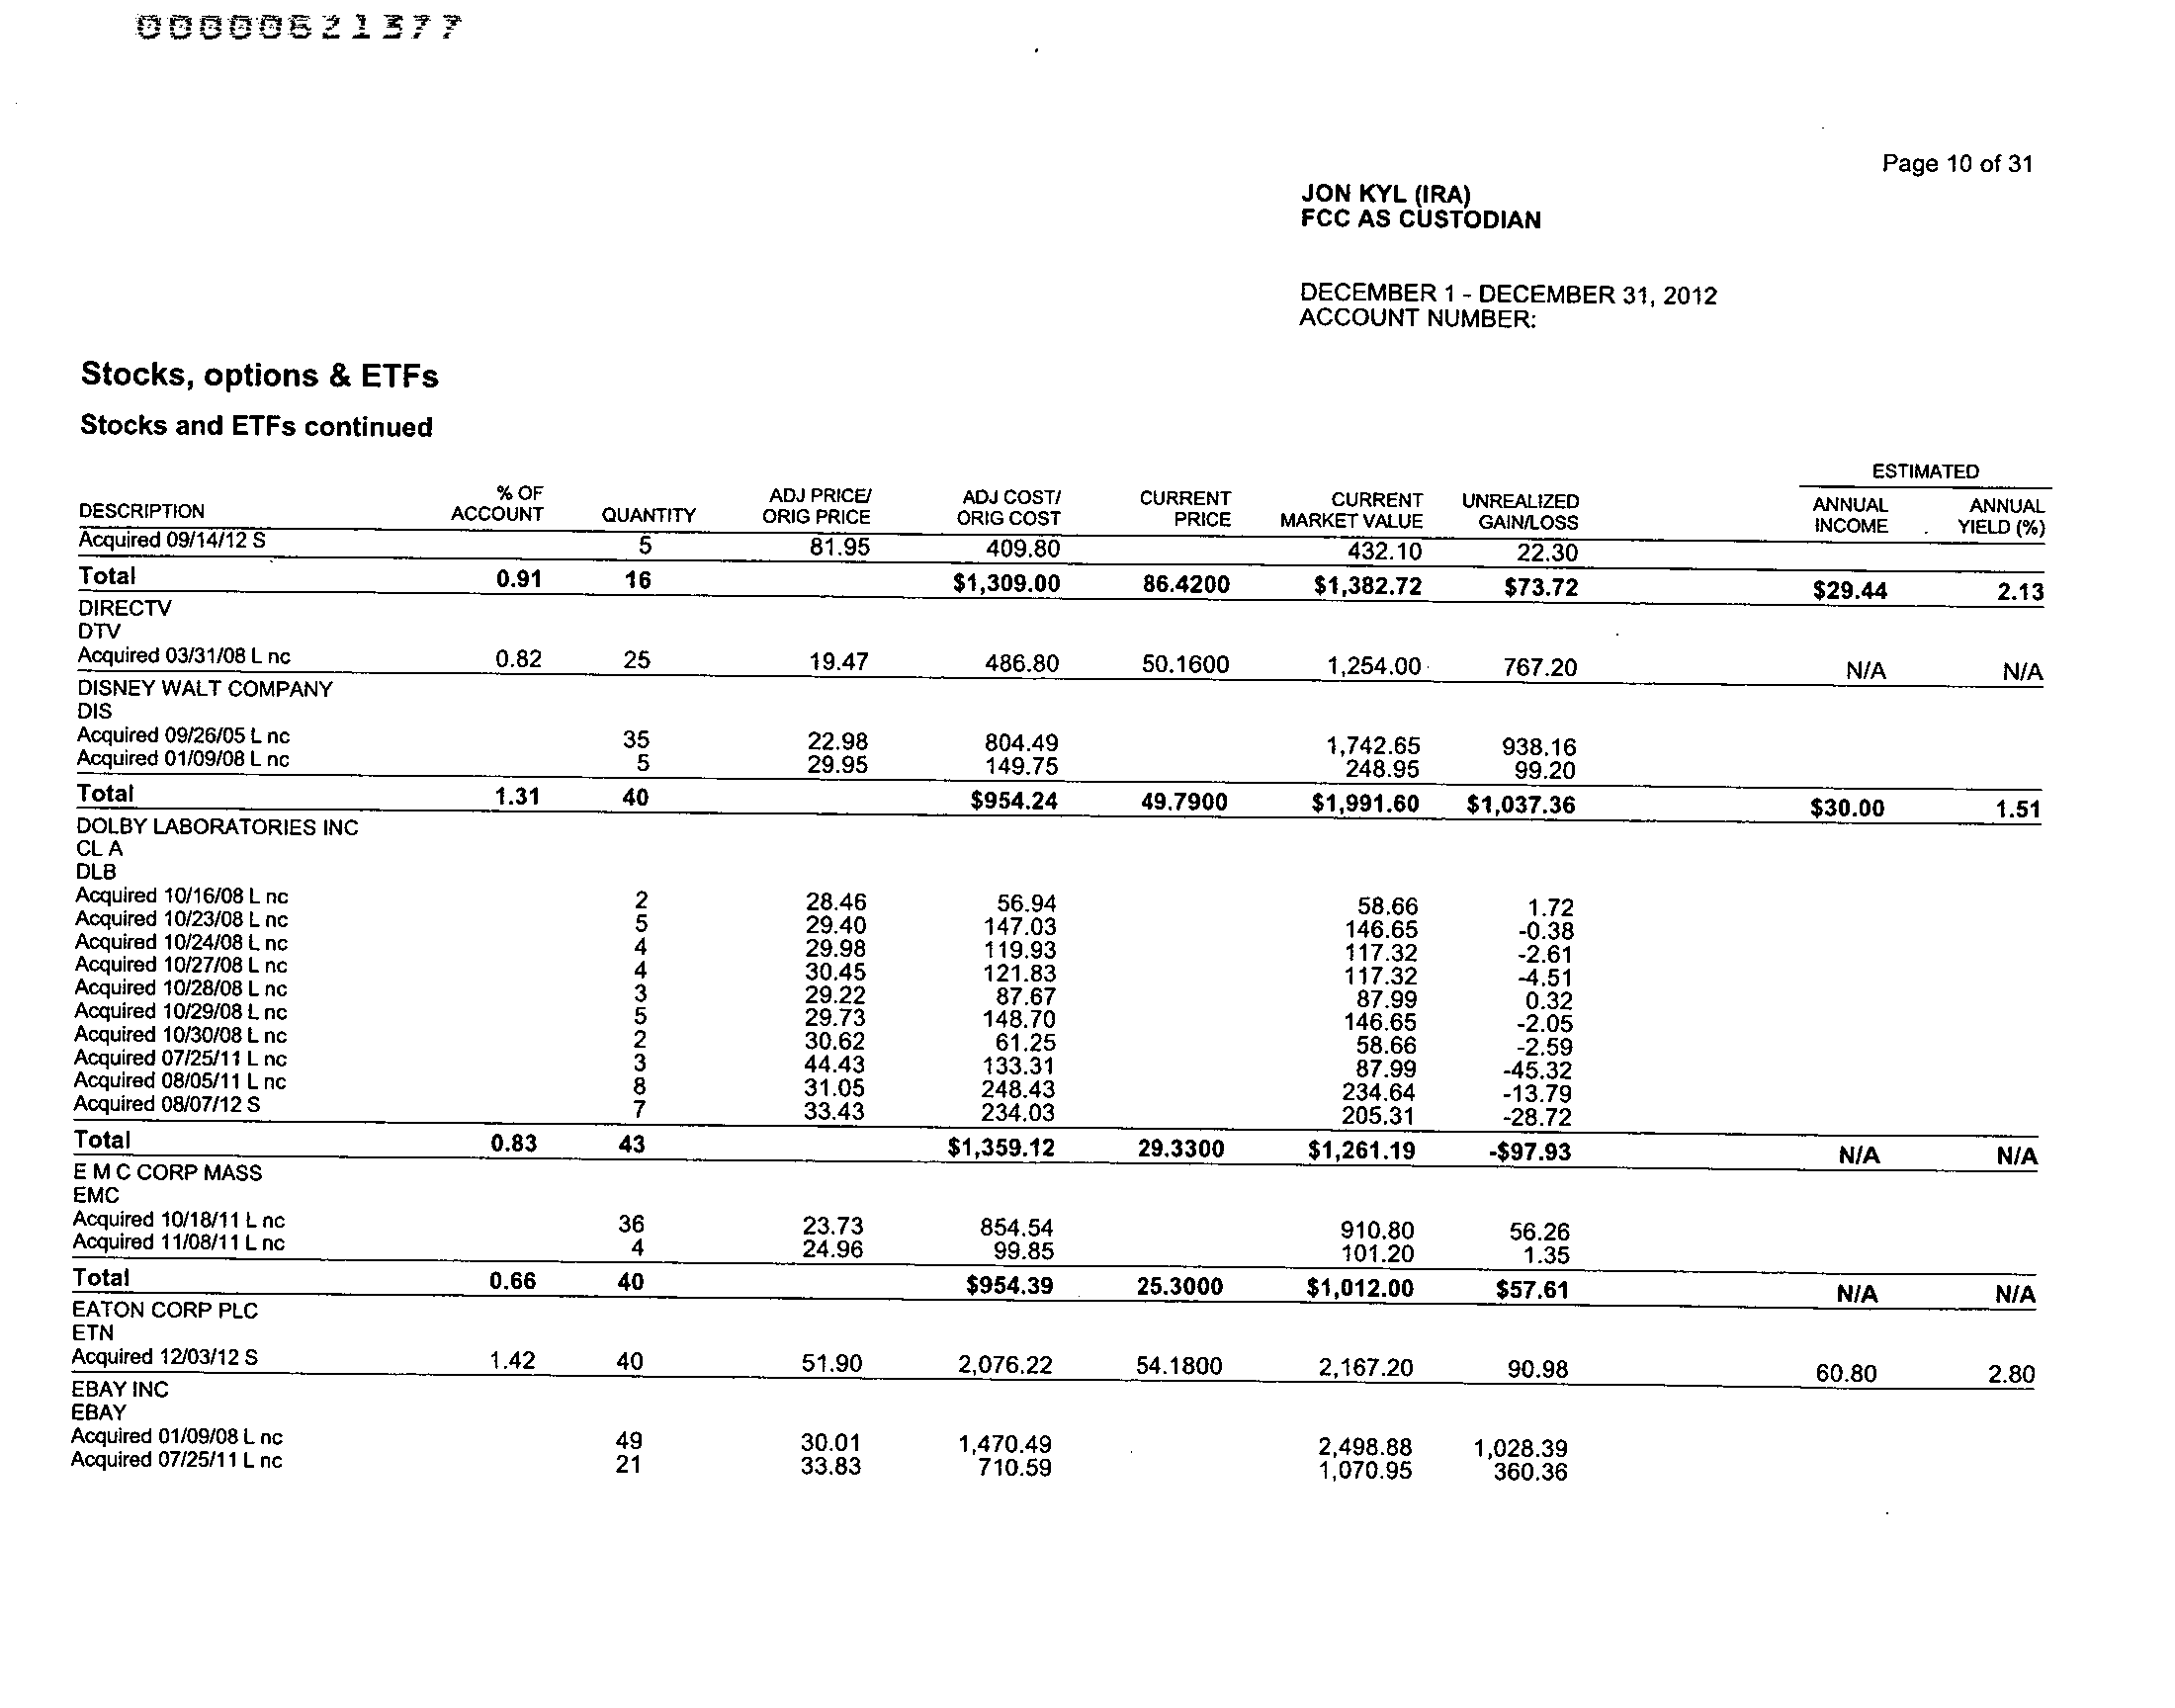 00000621377
Page 10 of 31
JON KYL (IRA)
FCC AS CUSTODIAN
DECEMBER 1 - DECEMBER 31, 2012
ACCOUNT NUMBER:
Stocks, options & ETFs
Stocks and ETFs continued
ESTIMATED
% OF ADJ PRICE/ ADJ COST/ CURRENT CURRENT UNREALIZED ANNUAL ANNUAL
DESCRIPTION ACCOUNT QUANTITY ORIG PRICE ORIG COST PRICE MARKET VALUE GAIN/LOSS INCOME YIELD (%)
Acquired 09/14/12 S 5 81.95 409.80 432.10 22.30
Total 0.91 16 $1,309.00 86.4200 $1,382.72 $73.72 $29.44 2.13
DIRECTV
DTV
Acquired 03/31/08 L nc 0.82 25 19.47 486.80 50.1600 1,254.00 767.20 N/A N/A
DISNEY WALT COMPANY
DIS
Acquired 09/26/05 L nc 35 22.98 804.49 1,742.65 938.16
Acquired 01/09/08 L nc 5 29.95 149.75 248.95 99.20
Total 1.31 40 $954.24 49.7900 $1,991.60 $1,037.36 $30.00 1.51
DOLBY LABORATORIES INC
CL A
DLB
Acquired 10/16/08 L nc 2 28.46 56.94 58.66 1.72
Acquired 10/23/08 L nc 5 29.40 147.03 146.65 -0.38
Acquired 10/24/08 L nc 4 29.98 119.93 117.32 -2.61
Acquired 10/27/08 L nc 4 30.45 121.83 117.32 -4.51
Acquired 10/28/08 L nc 3 29.22 87.67 87.99 0.32
Acquired 10/29/08 L nc 5 29.73 148.70 146.65 -2.05
Acquired 10/30/08 L nc 2 30.62 61.25 58.66 -2.59
Acquired 07/25/11 L nc 3 44.43 133.31 87.99 -45.32
Acquired 08/05/11 L nc 8 31.05 248.43 234.64 -13.79
Acquired 08/07/12 S 7 33.43 234.03 205.31 -28.72
Total 0.83 43 $1,359.12 29.3300 $1,261.19 -$97.93 N/A N/A
E M C CORP MASS
EMC
Acquired 10/18/11 L nc 36 23.73 854.54 910.80 56.26
Acquired 11/08/11 L nc 4 24.96 99.85 101.20 1.35
Total 0.66 40 $954.39 25.3000 $1,012.00 $57.61 N/A N/A
EATON CORP PLC
ETN
Acquired 12/03/12 S 1.42 40 51.90 2,076.22 54.1800 2,167.20 90.98 60.80 2.80
EBAY INC
EBAY
Acquired 01/09/08 L nc 49 30.01 1,470.49 2,498.88 1,028.39
Acquired 07/25/11 L nc 21 33.83 710.59 1,070.95 360.36